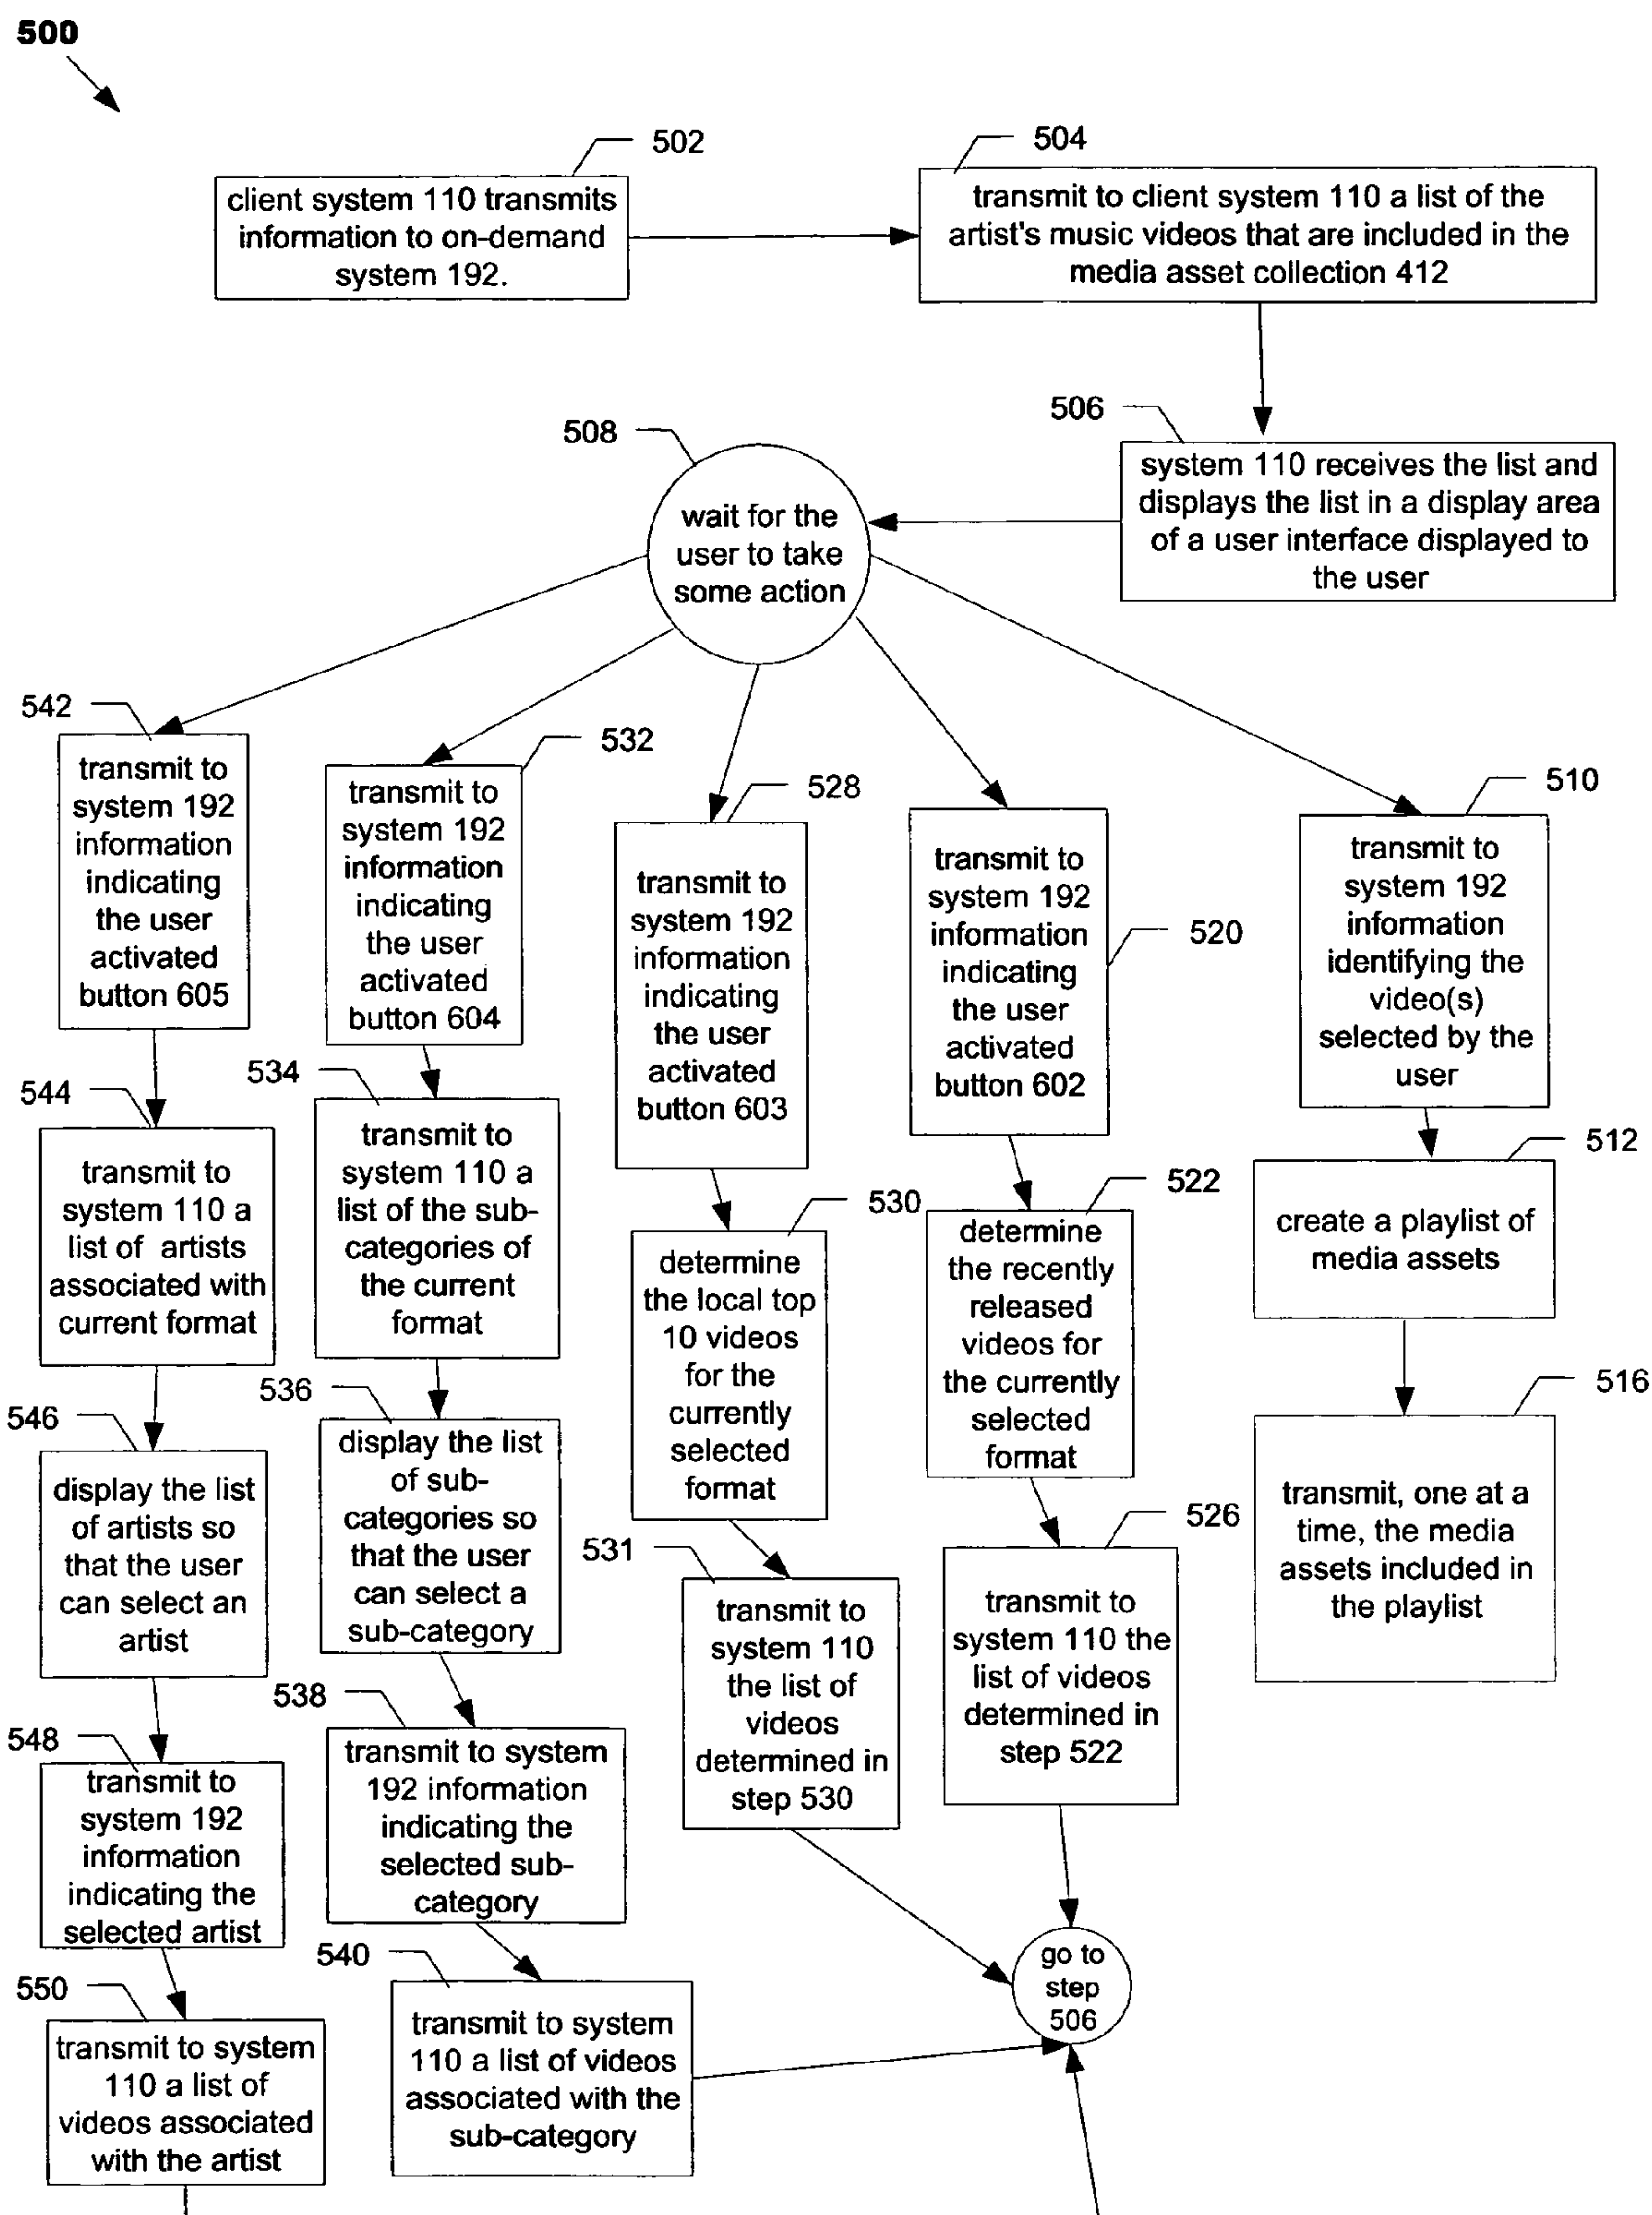 500
502
client system 110 transmits
information to on-demand
system 192.
504
transmit to client system 110 a list of the
artist's music videos that are included in the
media asset collection 412
506
system 110 receives the list and
displays the list in a display area
of a user interface displayed to
the user
508
wait for the
user to take
some action
542
transmit to
system 192
information
indicating
the user
activated
button 605
544
transmit to
system 110 a
list of artists
associated with
current format
546
display the list
of artists so
that the user
can select an
artist
548
transmit to
system 192
information
indicating the
selected artist
550
transmit to system
110 a list of
videos associated
with the artist
532
transmit to
system 192
information
indicating
the user
activated
button 604
534
transmit to
system 110 a
list of the sub-
categories of
the current
format
536
display the list
of sub-
categories so
that the user
can select a
sub-category
538
transmit to system
192 information
indicating the
selected sub-
category
540
transmit to system
110 a list of videos
associated with the
sub-category
528
transmit to
system 192
information
indicating
the user
activated
button 603
530
determine
the local top
10 videos
for the
currently
selected
format
531
transmit to
system 110
the list of
videos
determined in
step 530
520
transmit to
system 192
information
indicating
the user
activated
button 602
522
determine
the recently
released
videos for
the currently
selected
format
526
transmit to
system 110 the
list of videos
determined in
step 522
go to
step
506
510
transmit to
system 192
information
identifying the
video(s)
selected by the
user
512
create a playlist of
media assets
516
transmit, one at a
time, the media
assets included in
the playlist